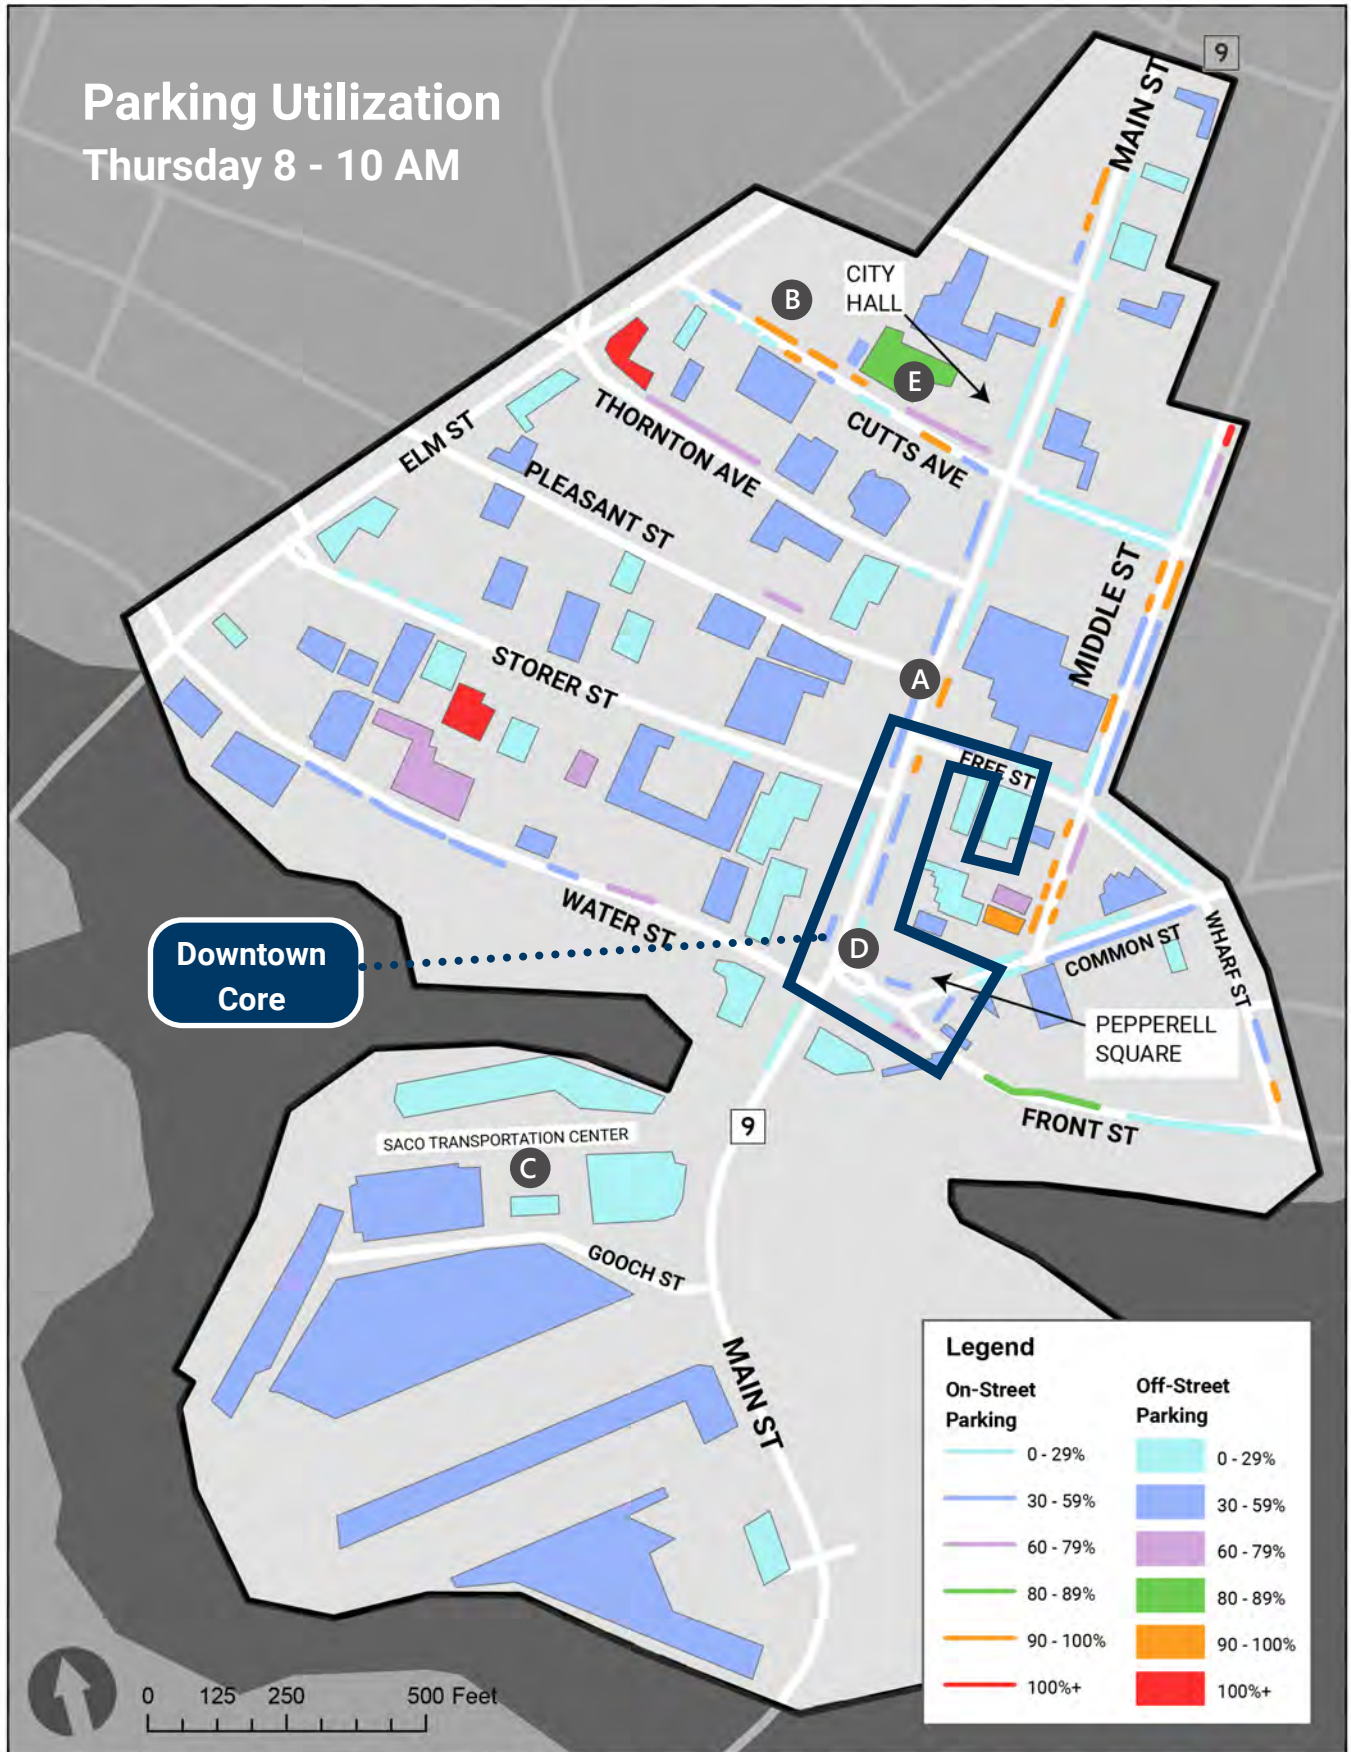 9
Parking Utilization
Thursday 8 - 10 AM
MAIN ST
CITY
HALL
B
E
THORNTON AVE
CUTTS AVE
ELM ST
PLEASANT ST
MIDDLE ST
STORER ST
A
FREE ST
WATER ST
D
COMMON ST
WHARF ST
Downtown
Core
PEPPERELL
SQUARE
FRONT ST
9
SACO TRANSPORTATION CENTER
C
GOOCH ST
MAIN ST
Legend
On-Street
Parking
0 - 29%
30 - 59%
60 - 79%
80 - 89%
90 - 100%
100%+
Off-Street
Parking
0 - 29%
30 - 59%
60 - 79%
80 - 89%
90 - 100%
100%+
0 125 250 500 Feet